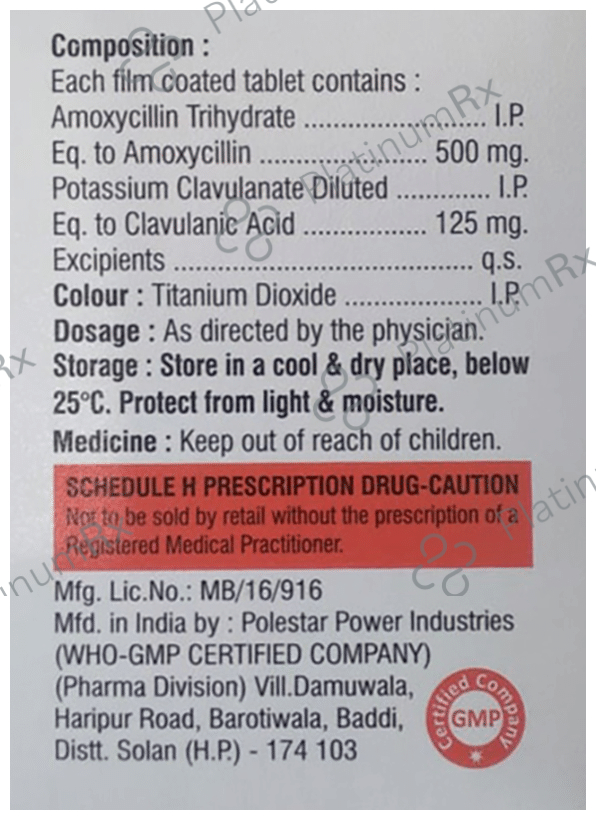 Composition :
Each film coated tablet contains :
Amoxycillin Trihydrate ........................... I.P.
Eq. to Amoxycillin ......................... 500 mg.
Potassium Clavulanate Diluted ............. I.P.
Eq. to Clavulanic Acid .................. 125 mg.
Excipients ............................................ q.s.
Colour : Titanium Dioxide .................... I.P.
Dosage : As directed by the physician.
Storage : Store in a cool & dry place, below
25°C. Protect from light & moisture.
Medicine : Keep out of reach of children.
SCHEDULE H PRESCRIPTION DRUG-CAUTION
Not to be sold by retail without the prescription of a
Registered Medical Practitioner.
Mfg. Lic.No.: MB/16/916
Mfd. in India by : Polestar Power Industries
(WHO-GMP CERTIFIED COMPANY)
(Pharma Division) Vill.Damuwala,
Haripur Road, Barotiwala, Baddi,
Distt. Solan (H.P.) - 174 103
Certified Company
GMP
PlatinumRx